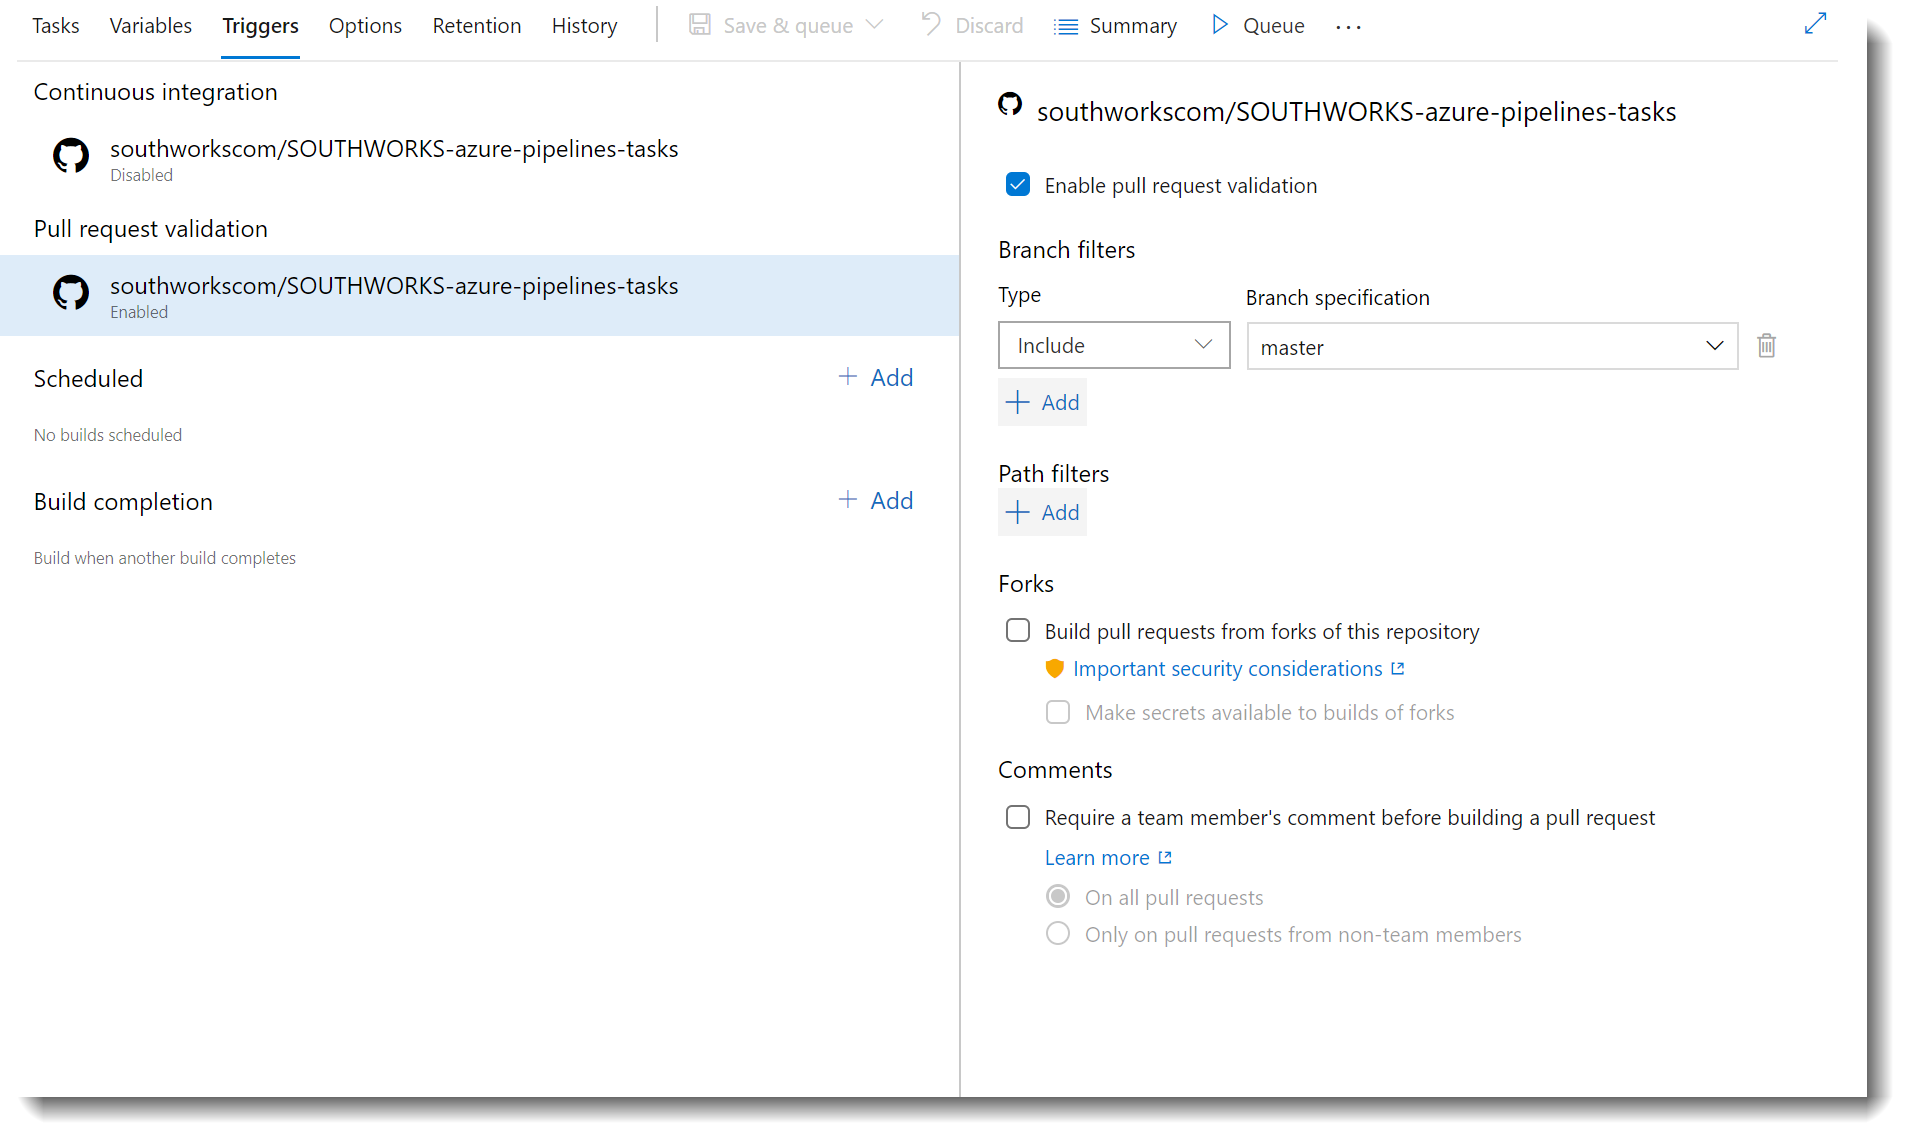 Tasks Variables Triggers Options Retention History Save & queue Discard Summary Queue ...
Continuous integration
southworkscom/SOUTHWORKS-azure-pipelines-tasks
Disabled
Pull request validation
southworkscom/SOUTHWORKS-azure-pipelines-tasks
Enabled
Scheduled + Add
No builds scheduled
Build completion + Add
Build when another build completes
southworkscom/SOUTHWORKS-azure-pipelines-tasks
Enable pull request validation
Branch filters
Type Branch specification
Include master
+ Add
Path filters
+ Add
Forks
Build pull requests from forks of this repository
Important security considerations
Make secrets available to builds of forks
Comments
Require a team member's comment before building a pull request
Learn more
On all pull requests
Only on pull requests from non-team members